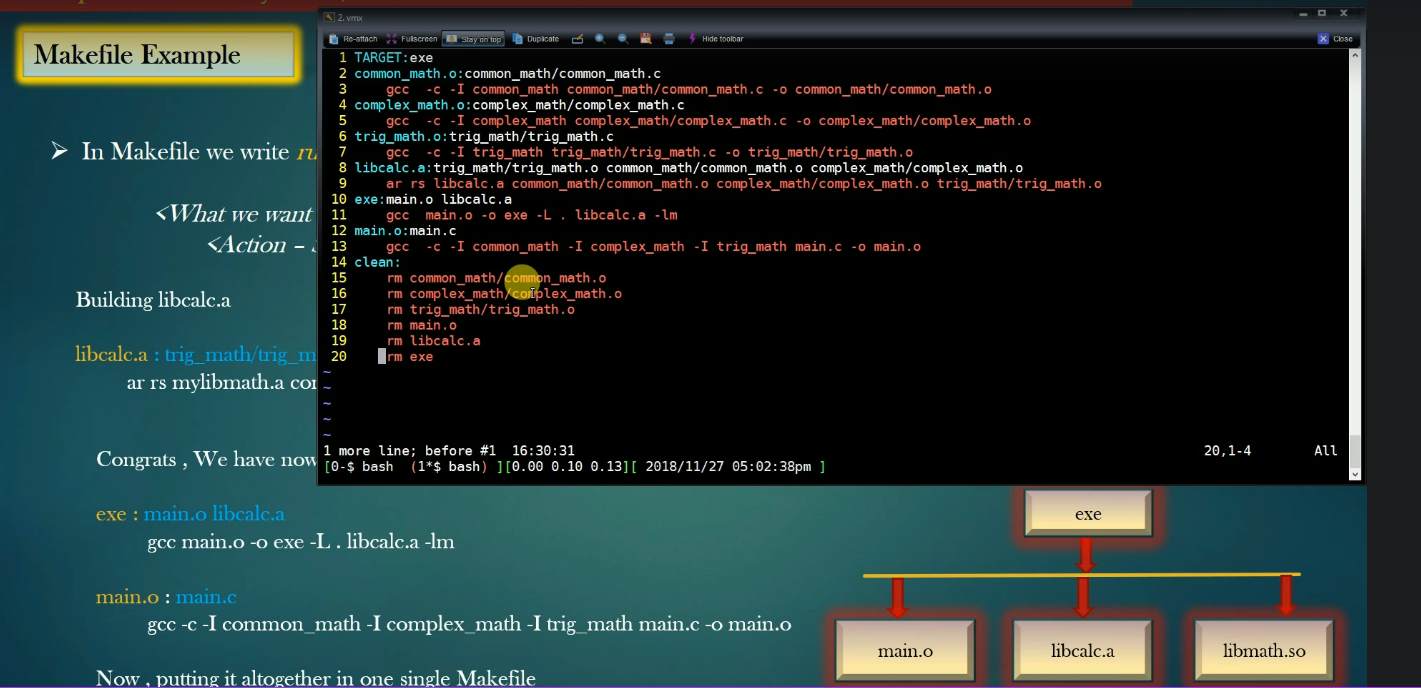 Makefile Example
In Makefile we write
<What we want
<Action –
Building libcalc.a
libcalc.a : trig_math/trig_m
ar rs mylibmath.a
Congrats , We have now
exe : main.o libcalc.a
gcc main.o -o exe -L . libcalc.a -lm
main.o : main.c
gcc -c -I common_math -I complex_math -I trig_math main.c -o main.o
Now , putting it altogether in one single Makefile
2. vmx
Re-attach Fullscreen Stay on top Duplicate Hide toolbar Close
1 TARGET:exe
2 common_math.o:common_math/common_math.c
3 gcc -c -I common_math common_math/common_math.c -o common_math/common_math.o
4 complex_math.o:complex_math/complex_math.c
5 gcc -c -I complex_math complex_math/complex_math.c -o complex_math/complex_math.o
6 trig_math.o:trig_math/trig_math.c
7 gcc -c -I trig_math trig_math/trig_math.c -o trig_math/trig_math.o
8 libcalc.a:trig_math/trig_math.o common_math/common_math.o complex_math/complex_math.o
9 ar rs libcalc.a common_math/common_math.o complex_math/complex_math.o trig_math/trig_math.o
10 exe:main.o libcalc.a
11 gcc main.o -o exe -L . libcalc.a -lm
12 main.o:main.c
13 gcc -c -I common_math -I complex_math -I trig_math main.c -o main.o
14 clean:
15 rm common_math/common_math.o
16 rm complex_math/complex_math.o
17 rm trig_math/trig_math.o
18 rm main.o
19 rm libcalc.a
20 rm exe
~
~
~
~
~
1 more line; before #1 16:30:31 20,1-4 All
[0-$ bash (1*$ bash) ][0.00 0.10 0.13][ 2018/11/27 05:02:38pm ]
exe
main.o libcalc.a libmath.so